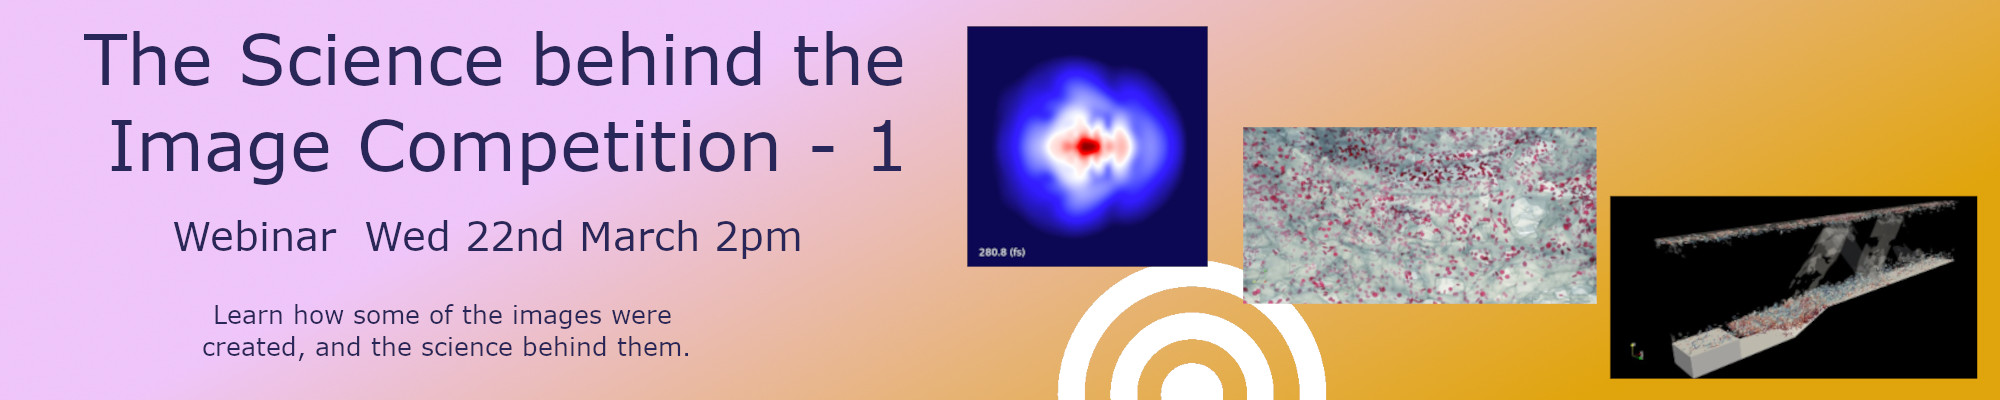 The Science behind the
Image Competition - 1
Webinar  Wed 22nd March 2pm
Learn how some of the images were
created, and the science behind them.
280.8 (fs)